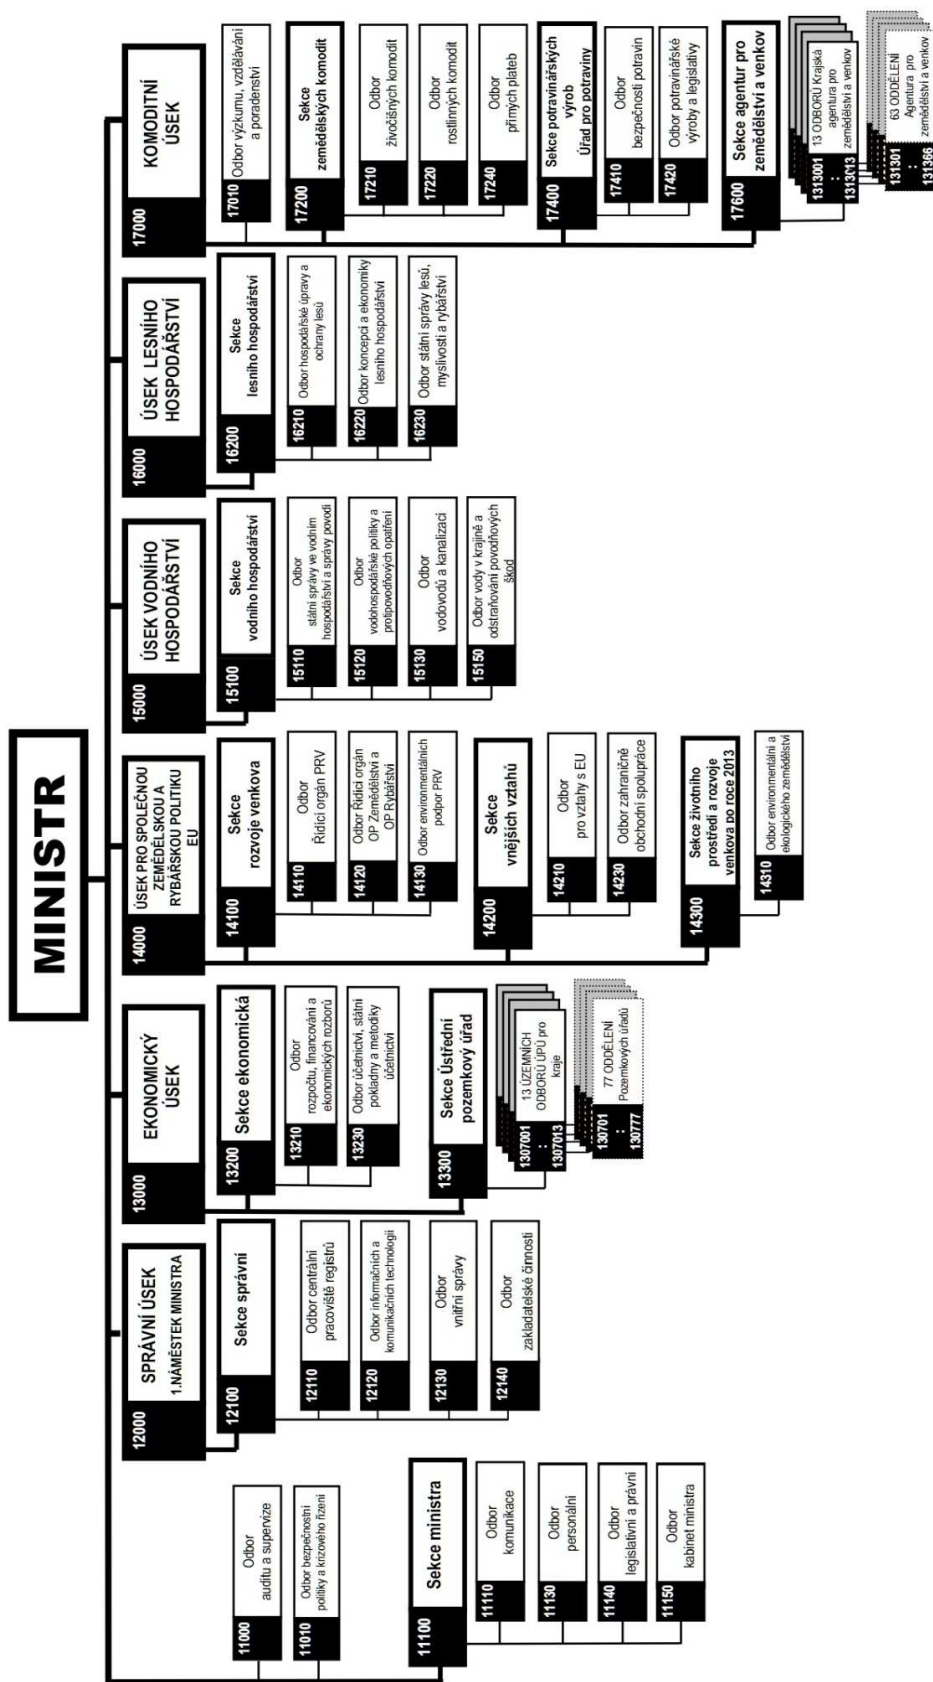 MINISTR
11000
Odbor
auditu a supervize
11010
Odbor bezpečnostní
politiky a krizového řízení
11100
Sekce ministra
11110
Odbor
komunikace
11130
Odbor
personální
11140
Odbor
legislativní a právní
11150
Odbor
kabinet ministra
12000
SPRÁVNÍ ÚSEK
1.NÁMĚSTEK MINISTRA
12100
Sekce správní
12110
Odbor centrální
pracoviště registrů
12120
Odbor informačních a
komunikačních technologií
12130
Odbor
vnitřní správy
12140
Odbor
zakladatelské činnosti
13000
EKONOMICKÝ
ÚSEK
13200
Sekce ekonomická
13210
Odbor
rozpočtu, financování a
ekonomických rozborů
13230
Odbor účetnictví, státní
pokladny a metodiky
účetnictví
13300
Sekce Ústřední
pozemkový úřad
1307001
:
1307013
13 ÚZEMNÍCH
ODBORŮ ÚPÚ pro
kraje
130701
:
130777
77 ODDĚLENÍ
Pozemkových úřadů
14000
ÚSEK PRO SPOLEČNOU
ZEMĚDĚLSKOU A
RYBÁŘSKOU POLITIKU
EU
14100
Sekce
rozvoje venkova
14110
Odbor
Řídící orgán PRV
14120
Odbor Řídící orgán
OP Zemědělství a
OP Rybářství
14130
Odbor environmentálních
podpor PRV
14200
Sekce
vnějších vztahů
14210
Odbor
pro vztahy s EU
14230
Odbor zahraničně
obchodní spolupráce
14300
Sekce životního
prostředí a rozvoje
venkova po roce 2013
14310
Odbor environmentální a
ekologického zemědělství
15000
ÚSEK VODNÍHO
HOSPODÁŘSTVÍ
15100
Sekce
vodního hospodářství
15110
Odbor
státní správy ve vodním
hospodářství a správy povodí
15120
Odbor
vodohospodářské politiky a
protipovodňových opatření
15130
Odbor
vodovodů a kanalizací
15150
Odbor vody v krajině a
odstraňování povodňových
škod
16000
ÚSEK LESNÍHO
HOSPODÁŘSTVÍ
16200
Sekce
lesního hospodářství
16210
Odbor hospodářské úpravy a
ochrany lesů
16220
Odbor koncepcí a ekonomiky
lesního hospodářství
16230
Odbor státní správy lesů,
myslivosti a rybářství
17000
KOMODITNÍ
ÚSEK
17010
Odbor výzkumu, vzdělávání
a poradenství
17200
Sekce
zemědělských komodit
17210
Odbor
živočišných komodit
17220
Odbor
rostlinných komodit
17240
Odbor
přímých plateb
17400
Sekce potravinářských
výrob
Úřad pro potraviny
17410
Odbor
bezpečnosti potravin
17420
Odbor potravinářské
výroby a legislativy
17600
Sekce agentur pro
zemědělství a venkov
1313001
:
1313013
13 ODBORŮ Krajská
agentura pro
zemědělství a venkov
131301
:
131366
63 ODDĚLENÍ
Agentura pro
zemědělství a venkov